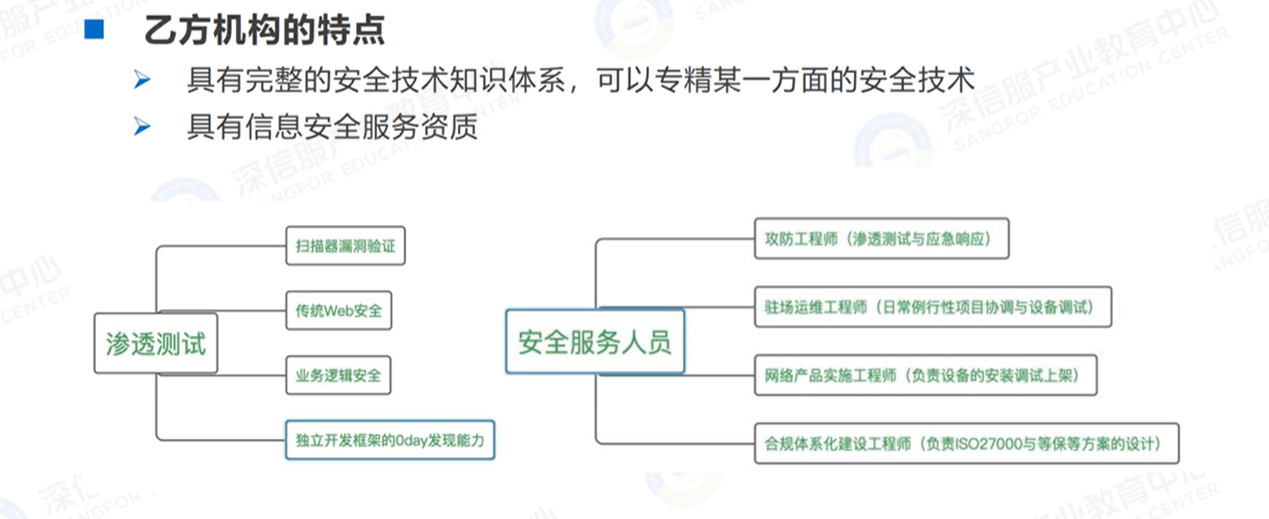 乙方机构的特点
具有完整的安全技术知识体系，可以专精某一方面的安全技术
具有信息安全服务资质
渗透测试
扫描器漏洞验证
传统Web安全
业务逻辑安全
独立开发框架的0day发现能力
安全服务人员
攻防工程师（渗透测试与应急响应）
驻场运维工程师（日常例行性项目协调与设备调试）
网络产品实施工程师（负责设备的安装调试上架）
合规体系化建设工程师（负责ISO27000与等保等方案的设计）
深信服产业教育中心
SANGFOR EDUCATION CENTER